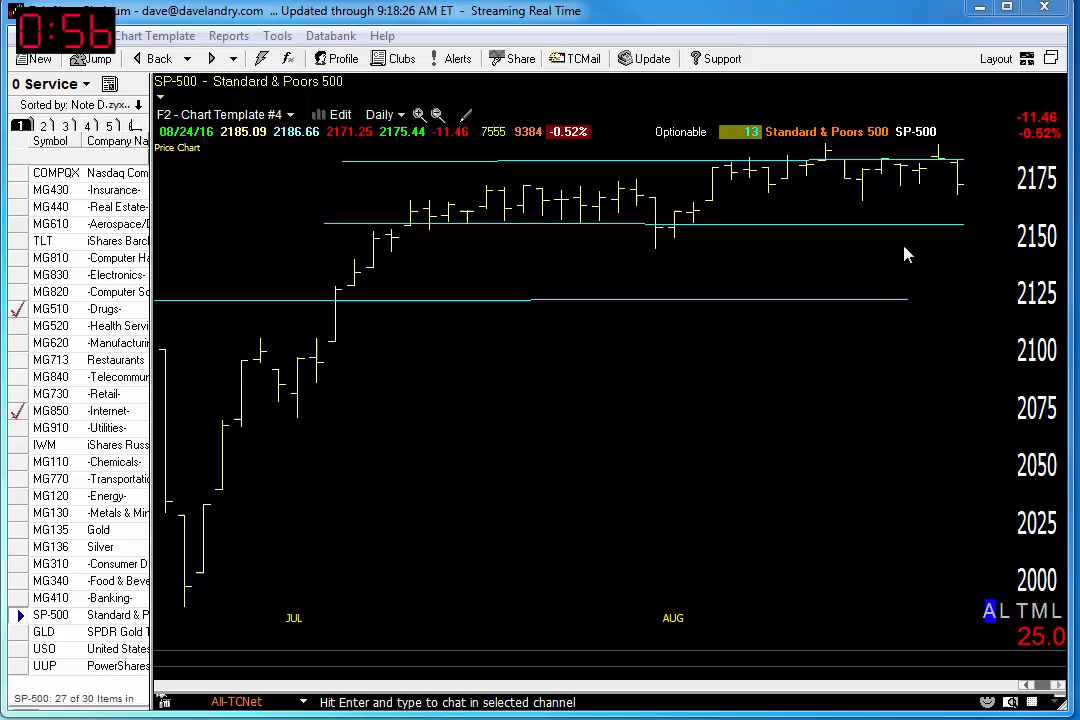 - dave@davelandry.com ... Updated through 9:18:26 AM ET - Streaming Real Time
0:56
Chart Template Reports Tools Databank Help
New Jump Back Profile Clubs Alerts Share TCMail Update Support Layout
0 Service
SP-500 - Standard & Poors 500
Sorted by: Note D.zyx..
F2 - Chart Template #4 Edit Daily
1 2 3 4 5
08/24/16 2185.09 2186.66 2171.25 2175.44 -11.46 7555 9384 -0.52% Optionable 13 Standard & Poors 500 SP-500
-11.46
-0.52%
Symbol Company Na
Price Chart
COMPQX Nasdaq Com
MG430 -Insurance-
MG440 -Real Estate-
MG610 -Aerospace/D
TLT iShares Barcl
MG810 -Computer Ha
MG830 -Electronics-
MG820 -Computer So
MG510 -Drugs-
MG520 -Health Servi
MG620 -Manufacturi
MG713 Restaurants
MG840 -Telecommun
MG730 -Retail-
MG850 -Internet-
MG910 -Utilities-
IWM iShares Russ
MG110 -Chemicals-
MG770 -Transportatio
MG120 -Energy-
MG130 -Metals & Min
MG135 Gold
MG136 Silver
MG310 -Consumer D
MG340 -Food & Beve
MG410 -Banking-
SP-500 Standard & P
GLD SPDR Gold T
USO United States
UUP PowerShares
2175
2150
2125
2100
2075
2050
2025
2000
JUL AUG
A L T M L
25.0
SP-500: 27 of 30 Items in
All-TCNet Hit Enter and type to chat in selected channel